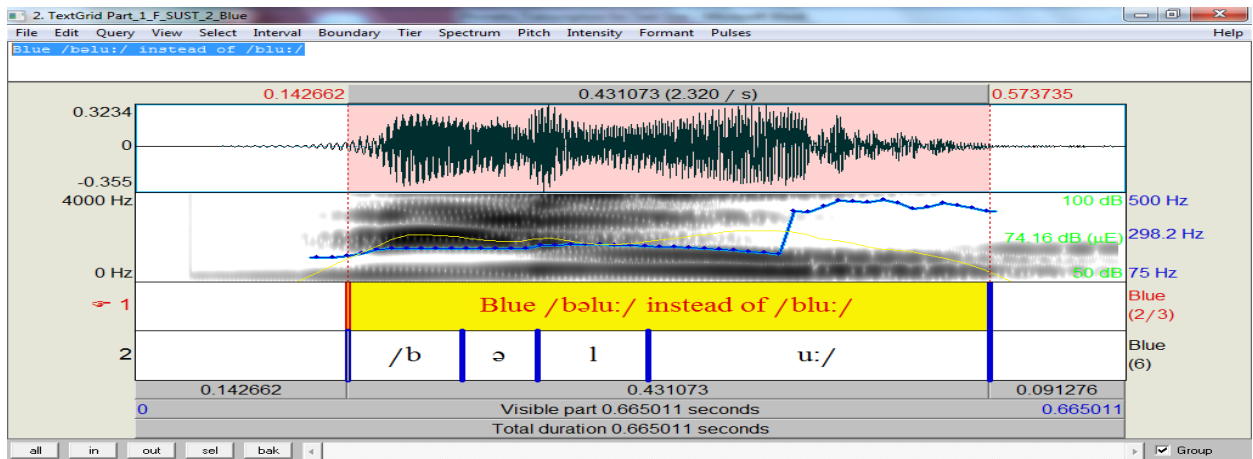 2. TextGrid Part_1_F_SUST_2_Blue
File Edit Query View Select Interval Boundary Tier Spectrum Pitch Intensity Formant Pulses Help
Blue /bəlu:/ instead of /blu:/
0.142662 0.431073 (2.320 / s) 0.573735
0.3234
0
-0.355
4000 Hz 100 dB 500 Hz
74.16 dB (µE) 298.2 Hz
0 Hz 50 dB 75 Hz
1 Blue /bəlu:/ instead of /blu:/ Blue
(2/3)
2 /b ə l u:/ Blue
(6)
0.142662 0.431073 0.091276
0 Visible part 0.665011 seconds 0.665011
Total duration 0.665011 seconds
all in out sel bak Group